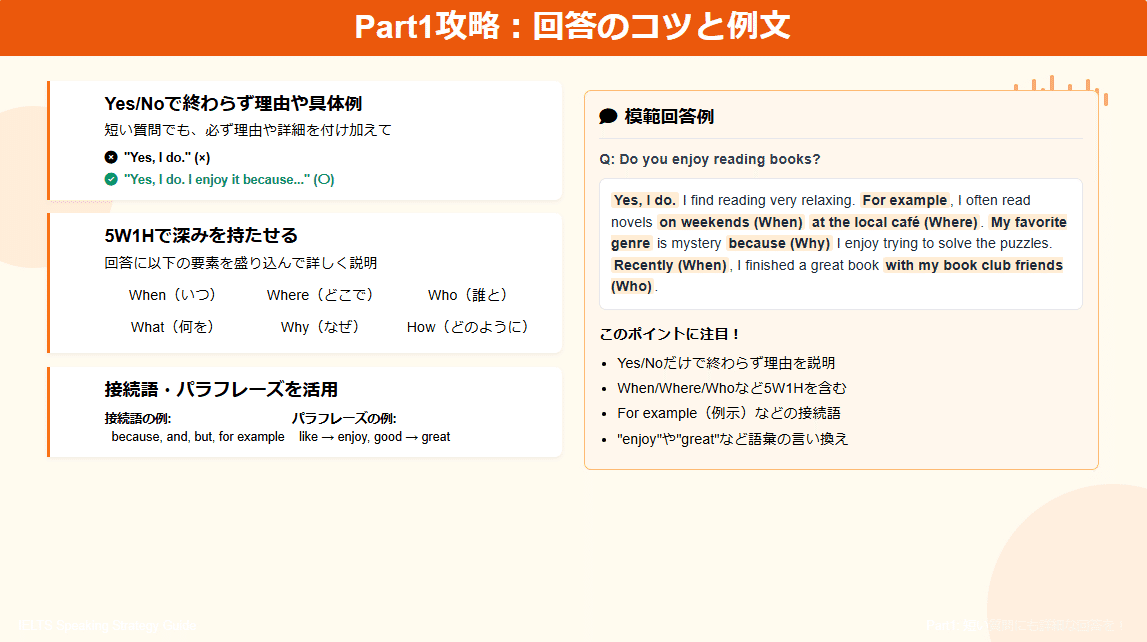 Part1攻略：回答のコツと例文
Yes/Noで終わらず理由や具体例
短い質問でも、必ず理由や詳細を付け加えて
"Yes, I do." (×)
"Yes, I do. I enjoy it because..." (〇)
5W1Hで深みを持たせる
回答に以下の要素を盛り込んで詳しく説明
When（いつ） Where（どこで） Who（誰と）
What（何を） Why（なぜ） How（どのように）
接続語・パラフレーズを活用
接続語の例: パラフレーズの例:
because, and, but, for example like → enjoy, good → great
模範回答例
Q: Do you enjoy reading books?
Yes, I do. I find reading very relaxing. For example, I often read
novels on weekends (When) at the local café (Where). My favorite
genre is mystery because (Why) I enjoy trying to solve the puzzles.
Recently (When), I finished a great book with my book club friends
(Who).
このポイントに注目！
• Yes/Noだけで終わらず理由を説明
• When/Where/Whoなど5W1Hを含む
• For example（例示）などの接続語
• "enjoy"や"great"など語彙の言い換え
IELTS Speaking Strategy Guide